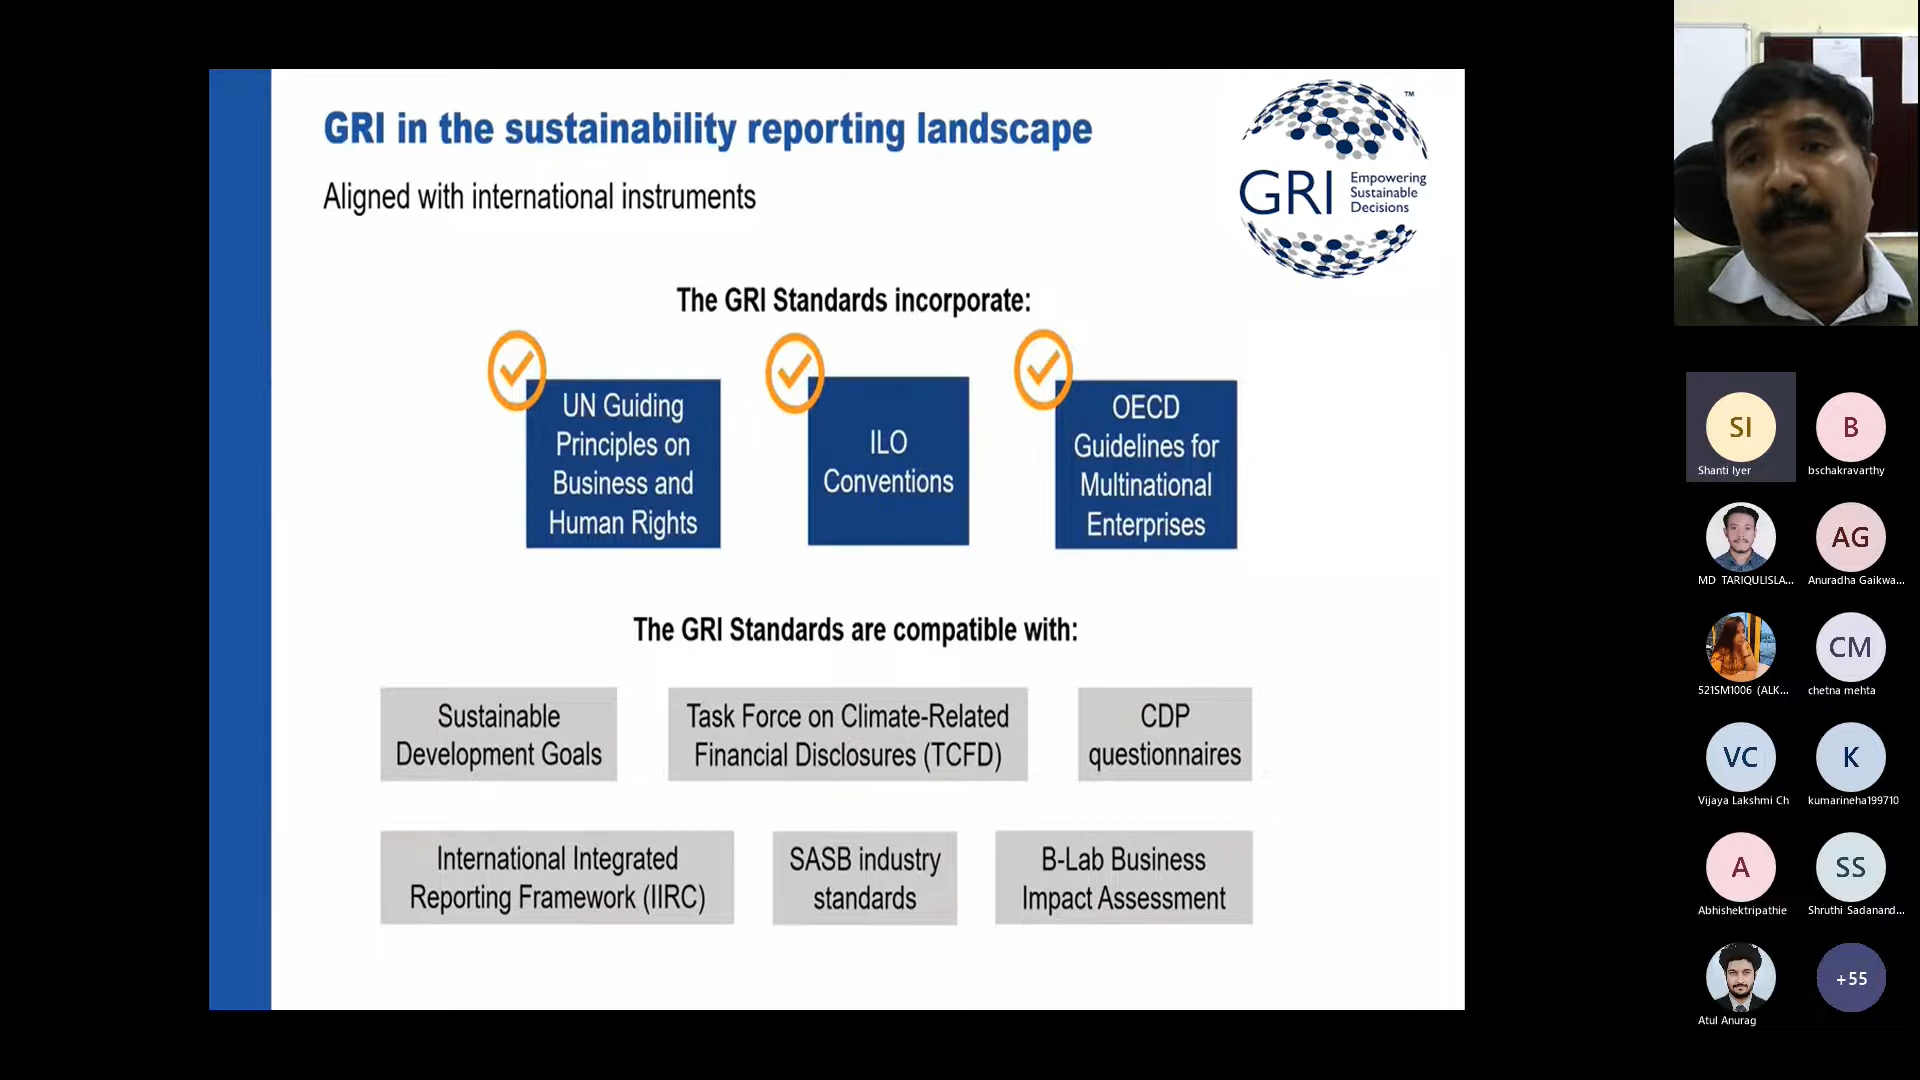 GRI in the sustainability reporting landscape
Aligned with international instruments
™
GRI
Empowering
Sustainable
Decisions
The GRI Standards incorporate:
UN Guiding
Principles on
Business and
Human Rights
ILO
Conventions
OECD
Guidelines for
Multinational
Enterprises
The GRI Standards are compatible with:
Sustainable
Development Goals
Task Force on Climate-Related
Financial Disclosures (TCFD)
CDP
questionnaires
International Integrated
Reporting Framework (IIRC)
SASB industry
standards
B-Lab Business
Impact Assessment
SI
Shanti Iyer
B
bschakravarthy
MD TARIQULISLA...
AG
Anuradha Gaikwa...
521SM1006 (ALK...
CM
chetna mehta
VC
Vijaya Lakshmi Ch
K
kumarineha199710
A
Abhishektripathie
SS
Shruthi Sadanand...
Atul Anurag
+55